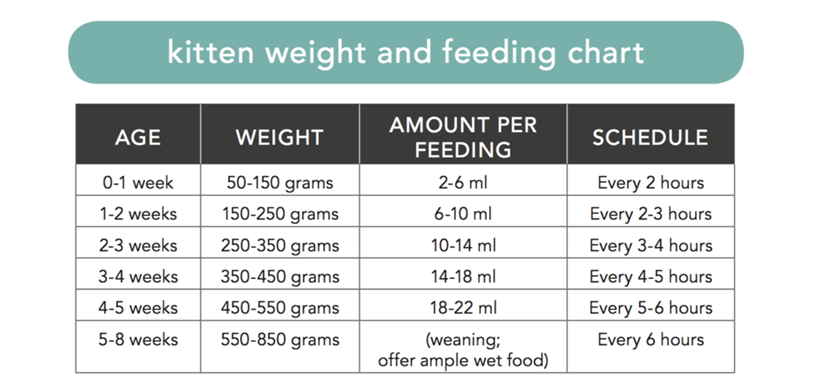 kitten weight and feeding chart
AGE WEIGHT AMOUNT PER FEEDING SCHEDULE
0-1 week 50-150 grams 2-6 ml Every 2 hours
1-2 weeks 150-250 grams 6-10 ml Every 2-3 hours
2-3 weeks 250-350 grams 10-14 ml Every 3-4 hours
3-4 weeks 350-450 grams 14-18 ml Every 4-5 hours
4-5 weeks 450-550 grams 18-22 ml Every 5-6 hours
5-8 weeks 550-850 grams (weaning; offer ample wet food) Every 6 hours